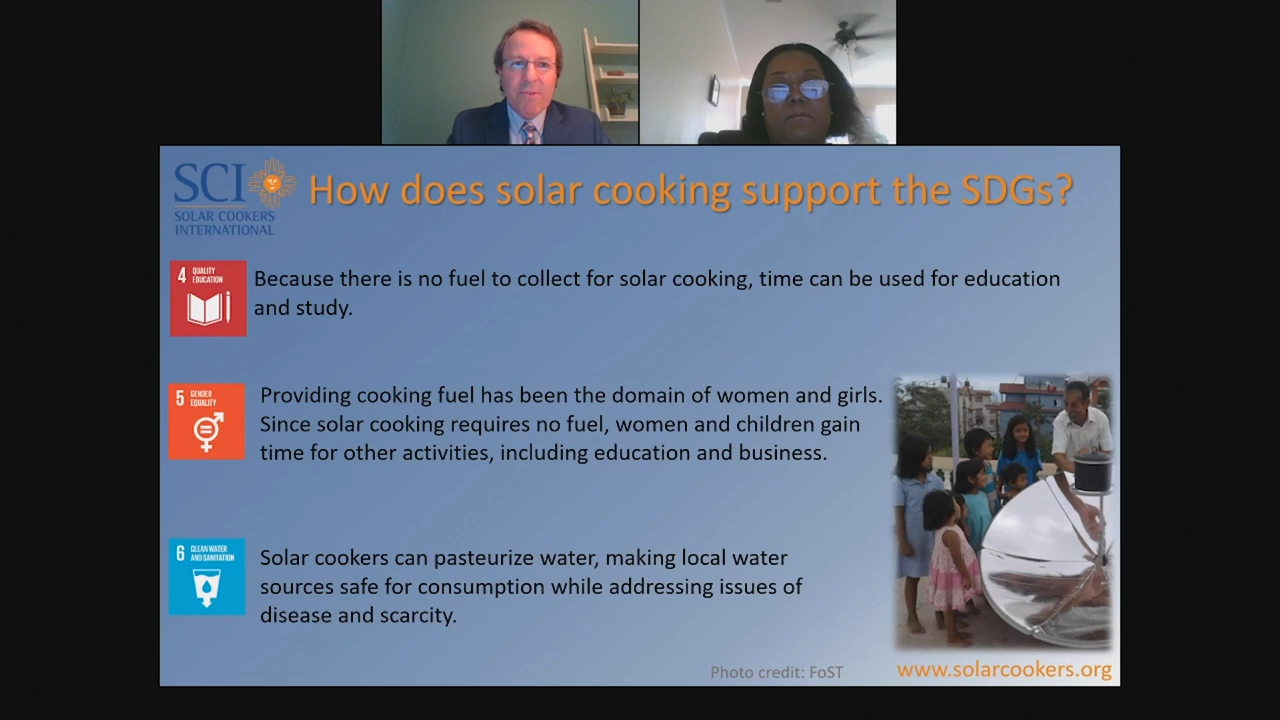 SCI
SOLAR COOKERS
INTERNATIONAL
How does solar cooking support the SDGs?
4 QUALITY
EDUCATION
Because there is no fuel to collect for solar cooking, time can be used for education
and study.
5 GENDER
EQUALITY
Providing cooking fuel has been the domain of women and girls.
Since solar cooking requires no fuel, women and children gain
time for other activities, including education and business.
6 CLEAN WATER
AND SANITATION
Solar cookers can pasteurize water, making local water
sources safe for consumption while addressing issues of
disease and scarcity.
Photo credit: FoST
www.solarcookers.org